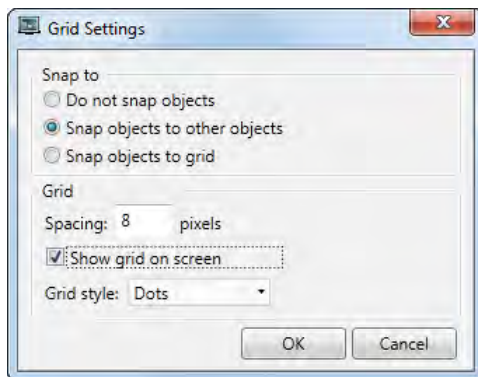 Grid Settings
Snap to
Do not snap objects
Snap objects to other objects
Snap objects to grid
Grid
Spacing: 8 pixels
Show grid on screen
Grid style: Dots
OK Cancel